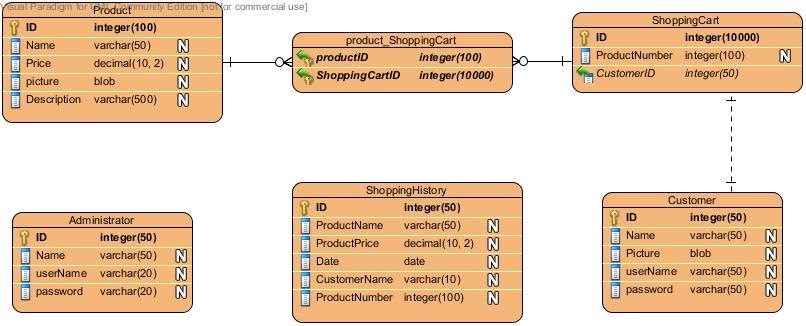 Visual Paradigm for UML Community Edition [not for commercial use]
Product
ID integer(100)
Name varchar(50) N
Price decimal(10, 2) N
picture blob N
Description varchar(500) N
product_ShoppingCart
productID integer(100)
ShoppingCartID integer(10000)
ShoppingCart
ID integer(10000)
ProductNumber integer(100) N
CustomerID integer(50)
Administrator
ID integer(50)
Name varchar(50) N
userName varchar(20) N
password varchar(20) N
ShoppingHistory
ID integer(50)
ProductName varchar(50) N
ProductPrice decimal(10, 2) N
Date date N
CustomerName varchar(10) N
ProductNumber integer(100) N
Customer
ID integer(50)
Name varchar(50) N
Picture blob N
userName varchar(50) N
password varchar(50) N